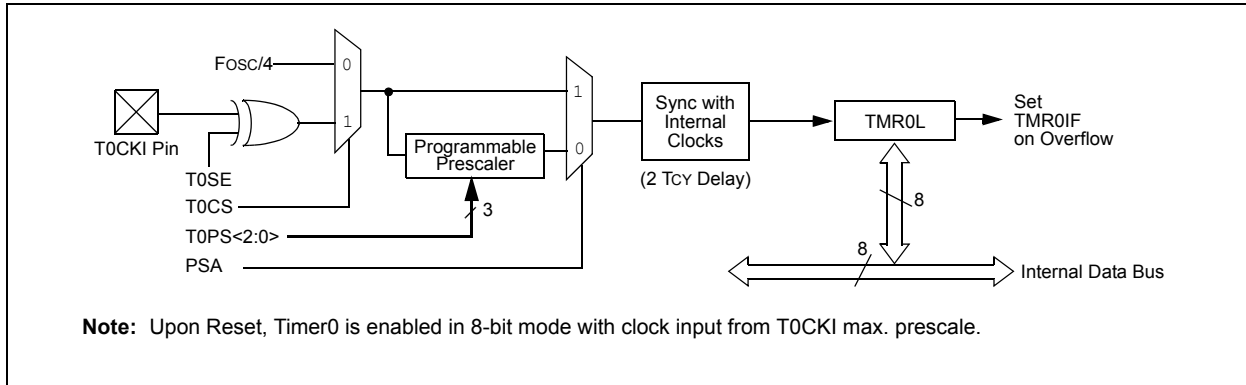 FOSC/4
0
1
T0CKI Pin
T0SE
T0CS
T0PS<2:0>
PSA
Programmable
Prescaler
3
1
0
Sync with
Internal
Clocks
(2 TCY Delay)
TMR0L
Set
TMR0IF
on Overflow
8
8
Internal Data Bus
Note: Upon Reset, Timer0 is enabled in 8-bit mode with clock input from T0CKI max. prescale.